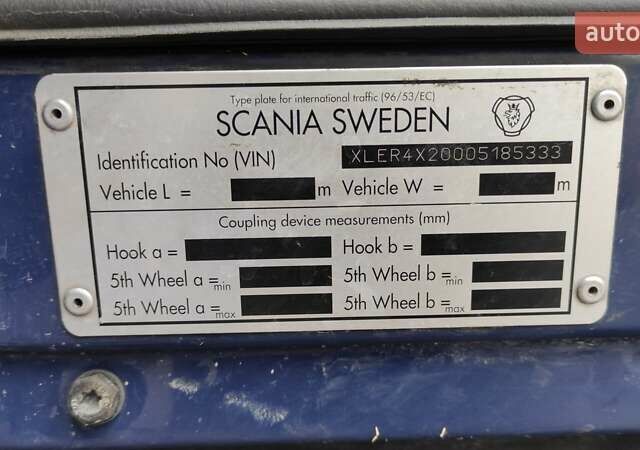 auto
Type plate for international traffic (96/53/EC)
SCANIA SWEDEN
Identification No (VIN) XLER4X20005185333
Vehicle L = m Vehicle W = m
Coupling device measurements (mm)
Hook a = Hook b =
5th Wheel a =min 5th Wheel b =min
5th Wheel a =max 5th Wheel b =max